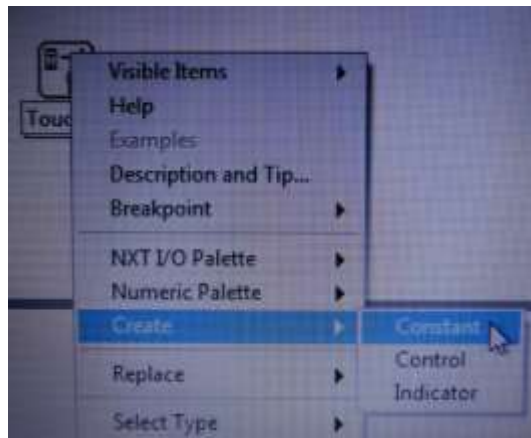 Touc
Visible Items
Help
Examples
Description and Tip...
Breakpoint
NXT I/O Palette
Numeric Palette
Create
Constant
Control
Indicator
Replace
Select Type